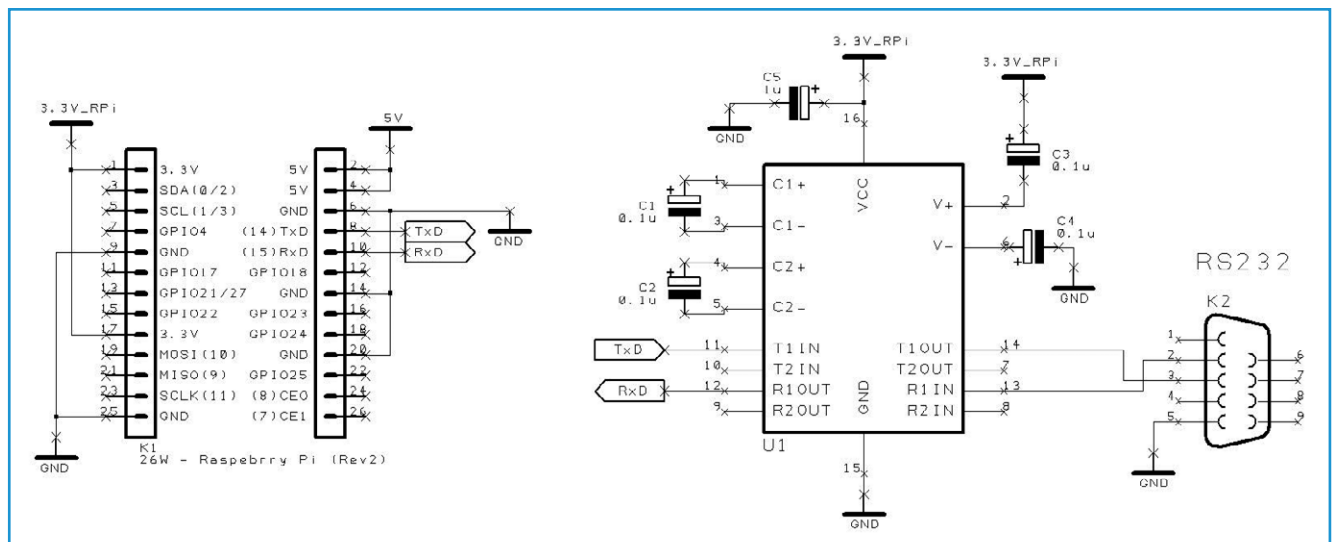 3.3V_RPi
5V
1 3.3V 5V 2
3 SDA(0/2) 5V 4
5 SCL(1/3) GND 6
7 GPIO4 (14)TxD 8 TxD
9 GND (15)RxD 10 RxD
11 GPIO17 GPIO18 12
13 GPIO21/27 GND 14
15 GPIO22 GPIO23 16
17 3.3V GPIO24 18
19 MOSI(10) GND 20
21 MISO(9) GPIO25 22
23 SCLK(11) (8)CE0 24
25 GND (7)CE1 26
GND
GND
K1
26W - Raspebrry Pi (Rev2)
3.3V_RPi
3.3V_RPi
C5
1u
GND
16
VCC
C3
0.1u
C1
0.1u
1 C1+
3 C1-
V+ 2
C2
0.1u
4 C2+
5 C2-
V- 6
C4
0.1u
GND
TxD 11 T1IN T1OUT 14
10 T2IN T2OUT 7
RxD 12 R1OUT R1IN 13
9 R2OUT R2IN 8
GND
U1
15
GND
RS232
K2
1
2 6
3 7
4 8
5 9
GND